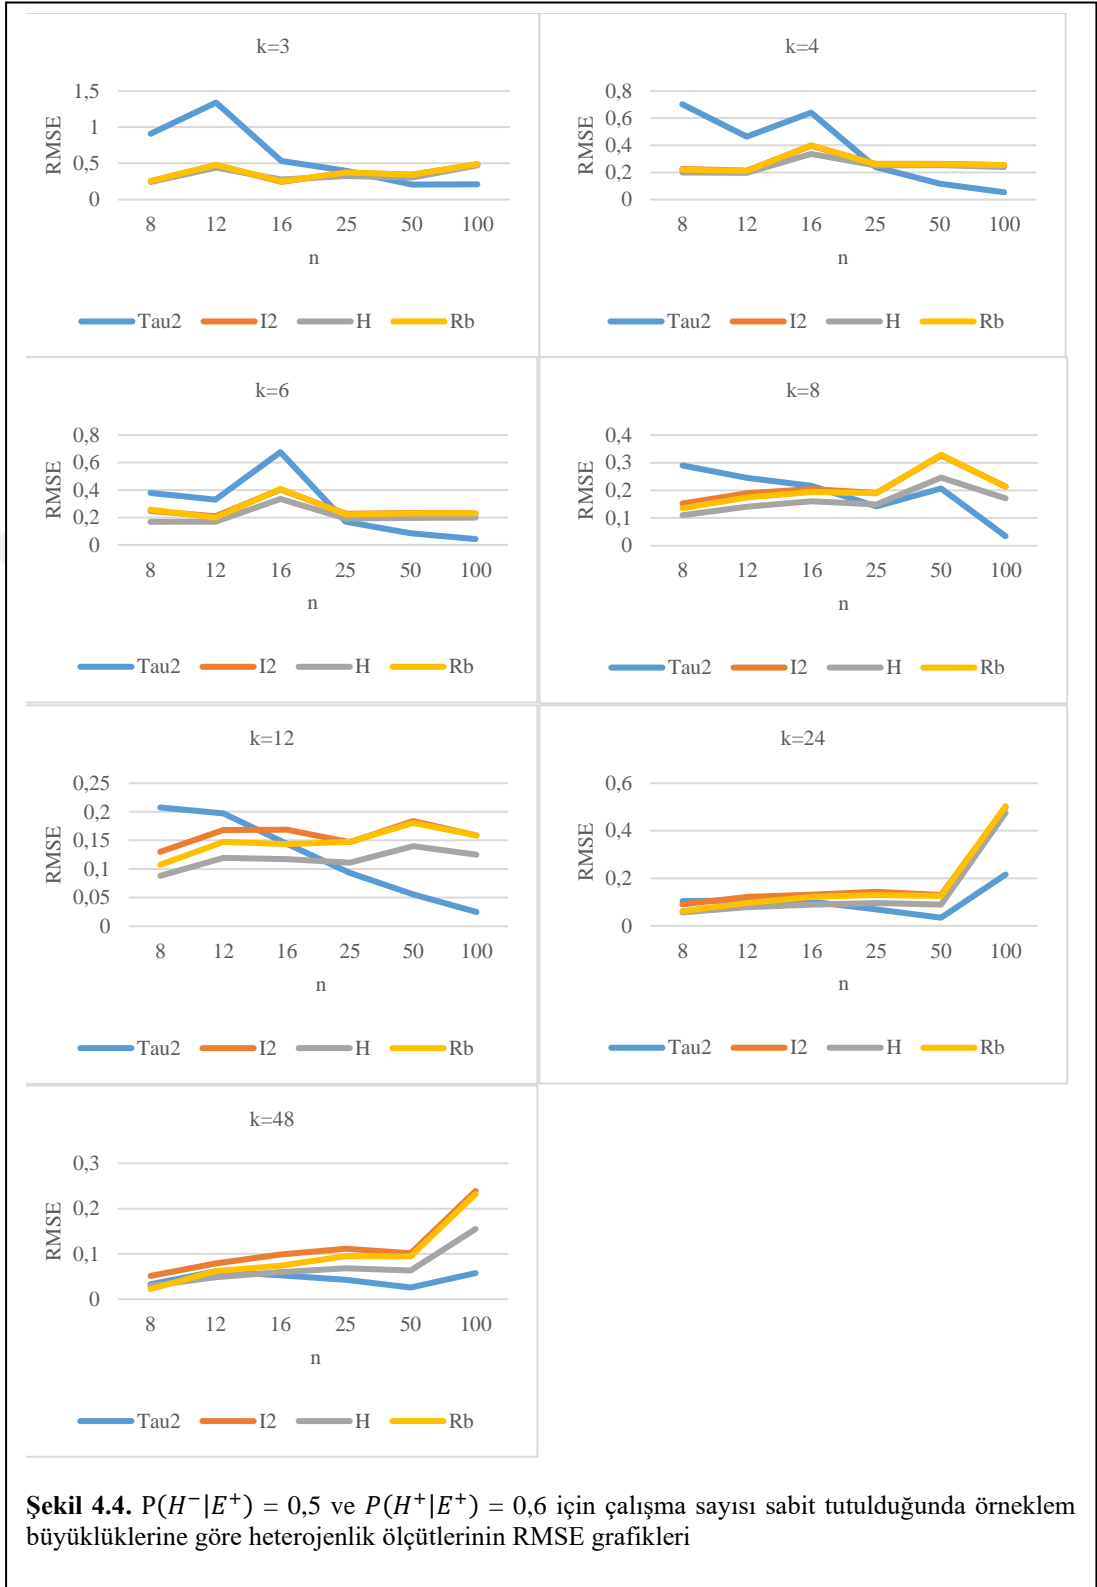 k=3
1,5
1
0,5
0
RMSE
8 12 16 25 50 100
n
Tau2 I2 H Rb
k=4
0,8
0,6
0,4
0,2
0
RMSE
8 12 16 25 50 100
n
Tau2 I2 H Rb
k=6
0,8
0,6
0,4
0,2
0
RMSE
8 12 16 25 50 100
n
Tau2 I2 H Rb
k=8
0,4
0,3
0,2
0,1
0
RMSE
8 12 16 25 50 100
n
Tau2 I2 H Rb
k=12
0,25
0,2
0,15
0,1
0,05
0
RMSE
8 12 16 25 50 100
n
Tau2 I2 H Rb
k=24
0,6
0,4
0,2
0
RMSE
8 12 16 25 50 100
n
Tau2 I2 H Rb
k=48
0,3
0,2
0,1
0
RMSE
8 12 16 25 50 100
n
Tau2 I2 H Rb
Şekil 4.4. P(H⁻|E⁺) = 0,5 ve P(H⁺|E⁺) = 0,6 için çalışma sayısı sabit tutulduğunda örneklem
büyüklüklerine göre heterojenlik ölçütlerinin RMSE grafikleri